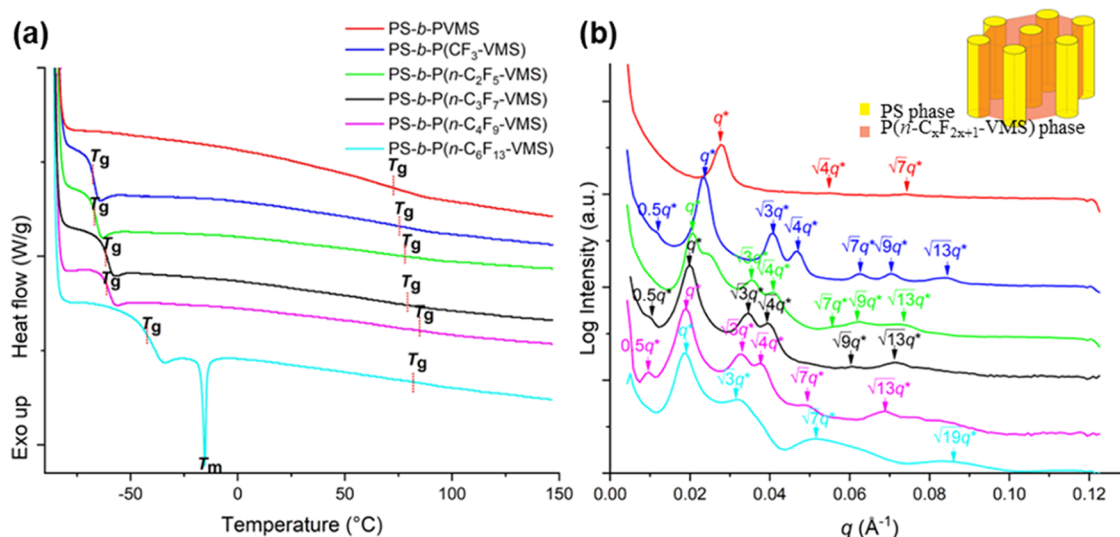 (a)
PS-b-PVMS
PS-b-P(CF₃-VMS)
PS-b-P(n-C₂F₅-VMS)
PS-b-P(n-C₃F₇-VMS)
PS-b-P(n-C₄F₉-VMS)
PS-b-P(n-C₆F₁₃-VMS)
Tg
Tg
Tg
Tg
Tg
Tg
Tg
Tg
Tg
Tg
Tg
Tm
Exo up
Heat flow (W/g)
-50
0
50
100
150
Temperature (°C)
(b)
PS phase
P(n-CₓF₂ₓ₊₁-VMS) phase
q*
√4q*
√7q*
0.5q*
q*
√3q*
√4q*
√7q*
√9q*
√13q*
q*
√3q*
√4q*
√7q*
√9q*
√13q*
0.5q*
q*
√3q*
√4q*
√9q*
√13q*
0.5q*
q*
√3q*
√4q*
√7q*
√13q*
q*
√3q*
√7q*
√19q*
Log Intensity (a.u.)
0.00
0.02
0.04
0.06
0.08
0.10
0.12
q (Å⁻¹)